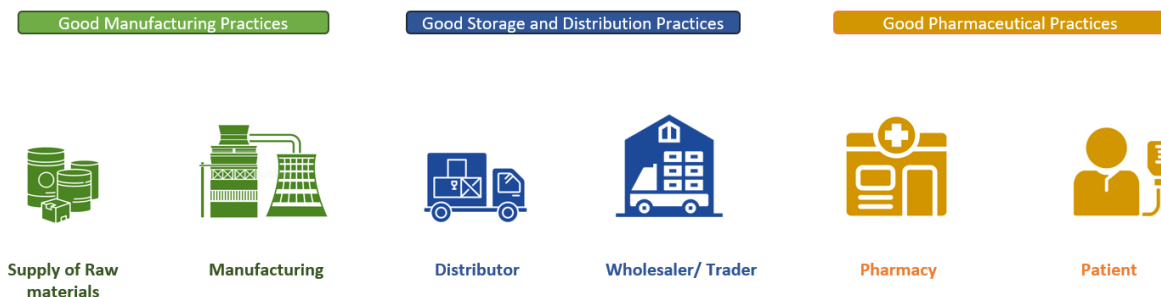 Good Manufacturing Practices
Good Storage and Distribution Practices
Good Pharmaceutical Practices
Supply of Raw
materials
Manufacturing
Distributor
Wholesaler/ Trader
Pharmacy
Patient